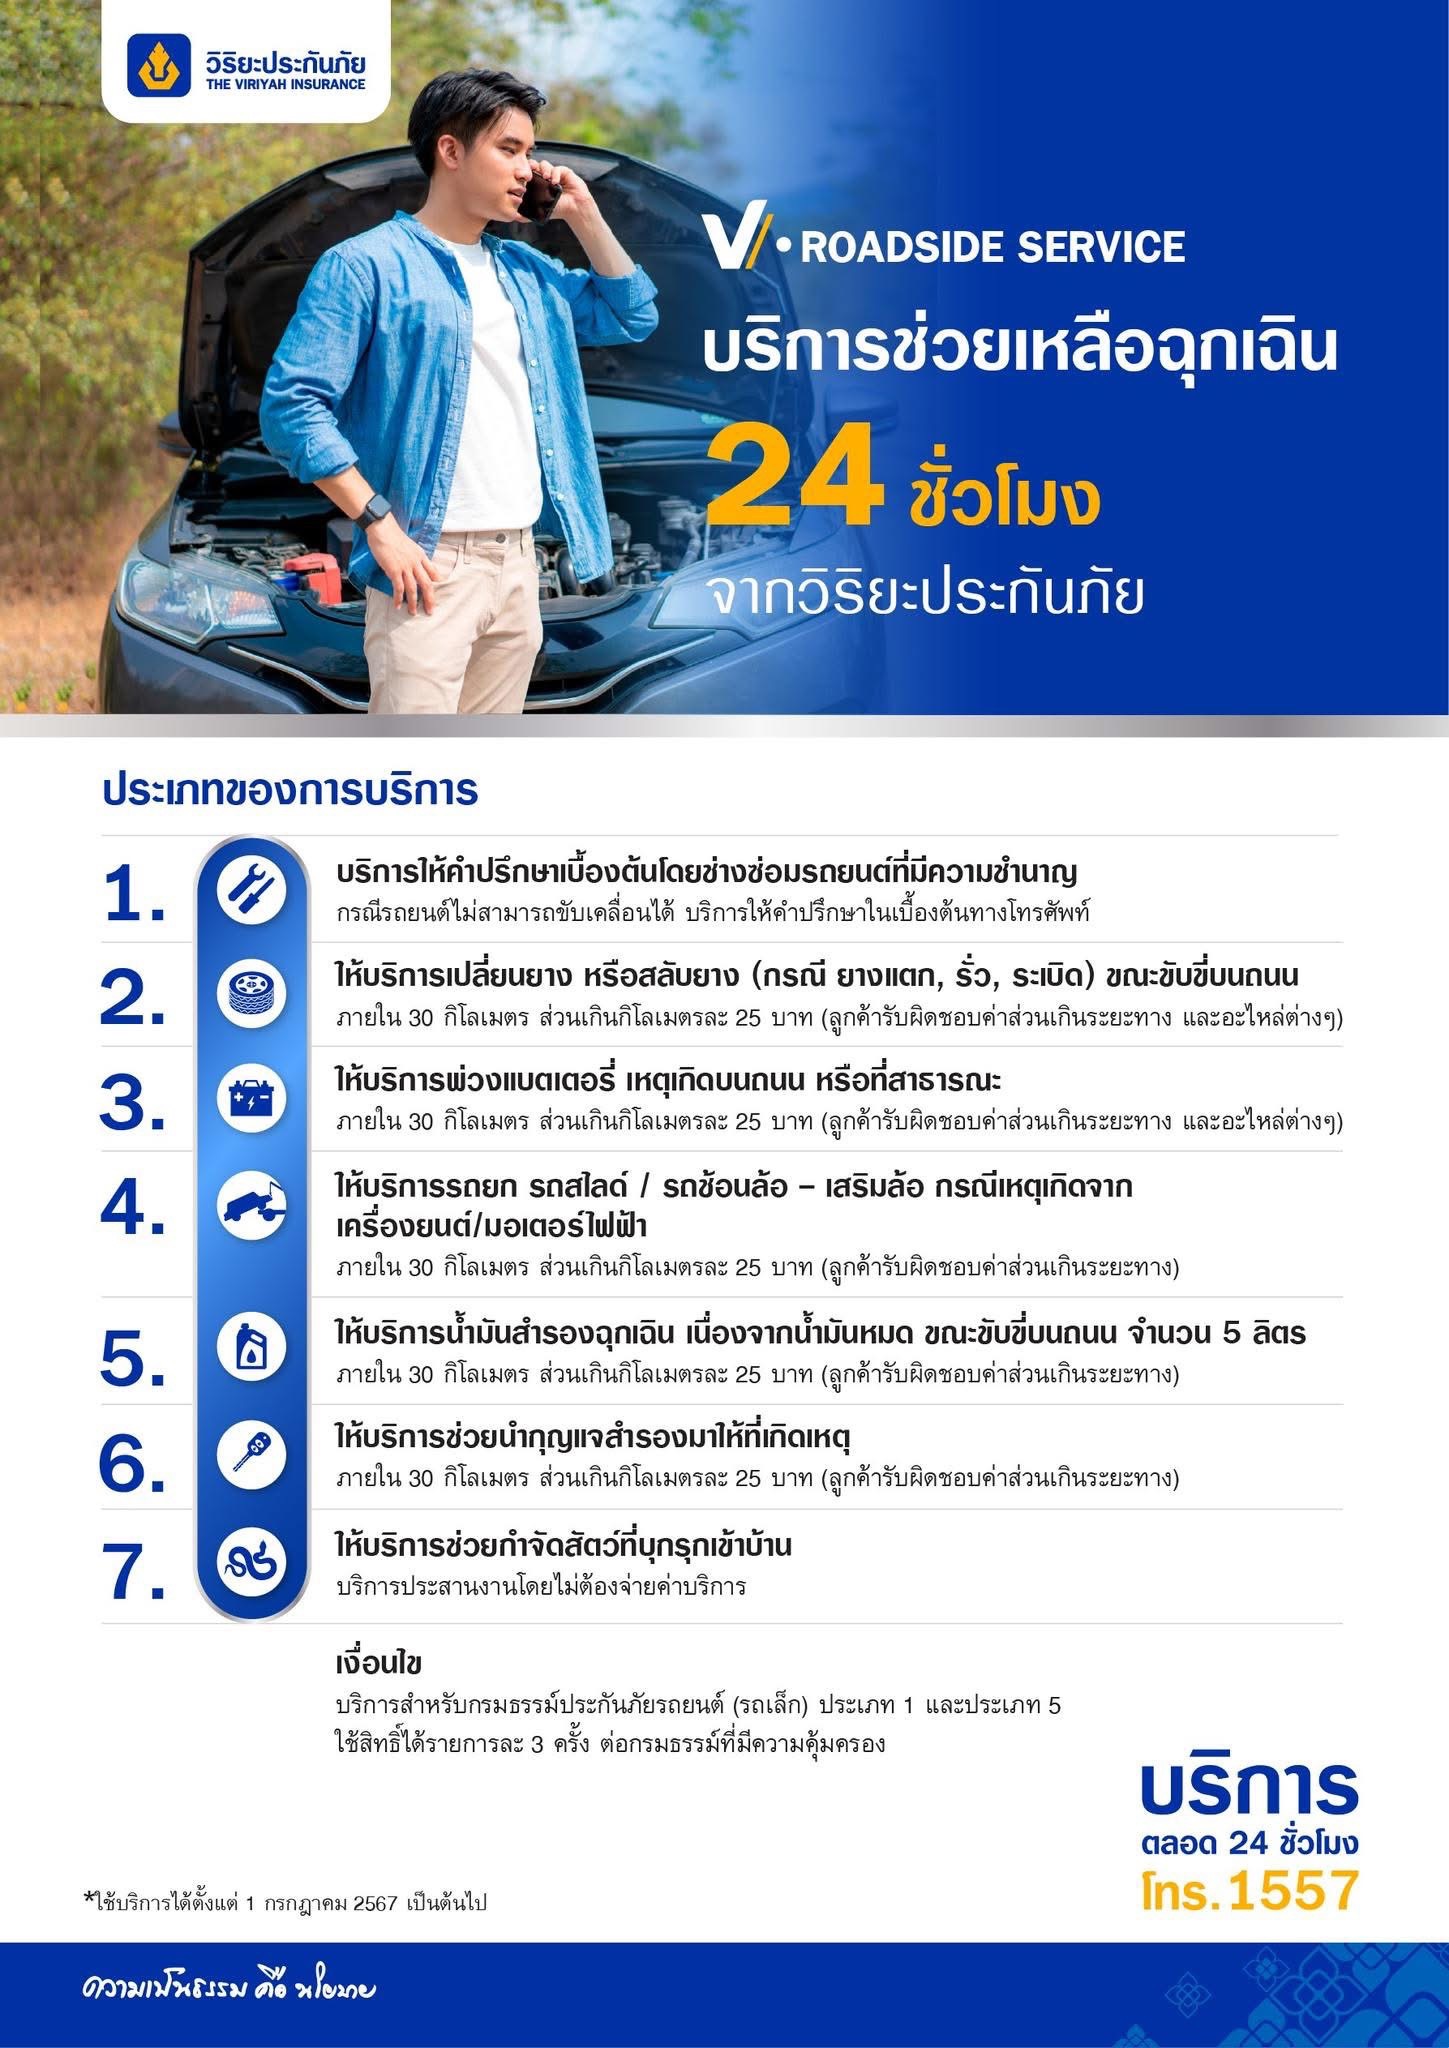 วิริยะประกันภัย
THE VIRIYAH INSURANCE
V • ROADSIDE SERVICE
บริการช่วยเหลือฉุกเฉิน
24 ชั่วโมง
จากวิริยะประกันภัย
ประเภทของการบริการ
1. บริการให้คำปรึกษาเบื้องต้นโดยช่างซ่อมรถยนต์ที่มีความชำนาญ
กรณีรถยนต์ไม่สามารถขับเคลื่อนได้ บริการให้คำปรึกษาในเบื้องต้นทางโทรศัพท์
2. ให้บริการเปลี่ยนยาง หรือสลับยาง (กรณี ยางแตก, รั่ว, ระเบิด) ขณะขับขี่บนถนน
ภายใน 30 กิโลเมตร ส่วนเกินกิโลเมตรละ 25 บาท (ลูกค้ารับผิดชอบค่าส่วนเกินระยะทาง และอะไหล่ต่างๆ)
3. ให้บริการพ่วงแบตเตอรี่ เหตุเกิดบนถนน หรือที่สาธารณะ
ภายใน 30 กิโลเมตร ส่วนเกินกิโลเมตรละ 25 บาท (ลูกค้ารับผิดชอบค่าส่วนเกินระยะทาง และอะไหล่ต่างๆ)
4. ให้บริการรถยก รถสไลด์ / รถช้อนล้อ – เสริมล้อ กรณีเหตุเกิดจาก
เครื่องยนต์/มอเตอร์ไฟฟ้า
ภายใน 30 กิโลเมตร ส่วนเกินกิโลเมตรละ 25 บาท (ลูกค้ารับผิดชอบค่าส่วนเกินระยะทาง)
5. ให้บริการน้ำมันสำรองฉุกเฉิน เนื่องจากน้ำมันหมด ขณะขับขี่บนถนน จำนวน 5 ลิตร
ภายใน 30 กิโลเมตร ส่วนเกินกิโลเมตรละ 25 บาท (ลูกค้ารับผิดชอบค่าส่วนเกินระยะทาง)
6. ให้บริการช่วยนำกุญแจสำรองมาให้ที่เกิดเหตุ
ภายใน 30 กิโลเมตร ส่วนเกินกิโลเมตรละ 25 บาท (ลูกค้ารับผิดชอบค่าส่วนเกินระยะทาง)
7. ให้บริการช่วยกำจัดสัตว์ที่บุกรุกเข้าบ้าน
บริการประสานงานโดยไม่ต้องจ่ายค่าบริการ
เงื่อนไข
บริการสำหรับกรมธรรม์ประกันภัยรถยนต์ (รถเล็ก) ประเภท 1 และประเภท 5
ใช้สิทธิ์ได้รายการละ 3 ครั้ง ต่อกรมธรรม์ที่มีความคุ้มครอง
บริการ
ตลอด 24 ชั่วโมง
โทร. 1557
*ใช้บริการได้ตั้งแต่ 1 กรกฎาคม 2567 เป็นต้นไป
ความเป็นธรรม คือ นโยบาย